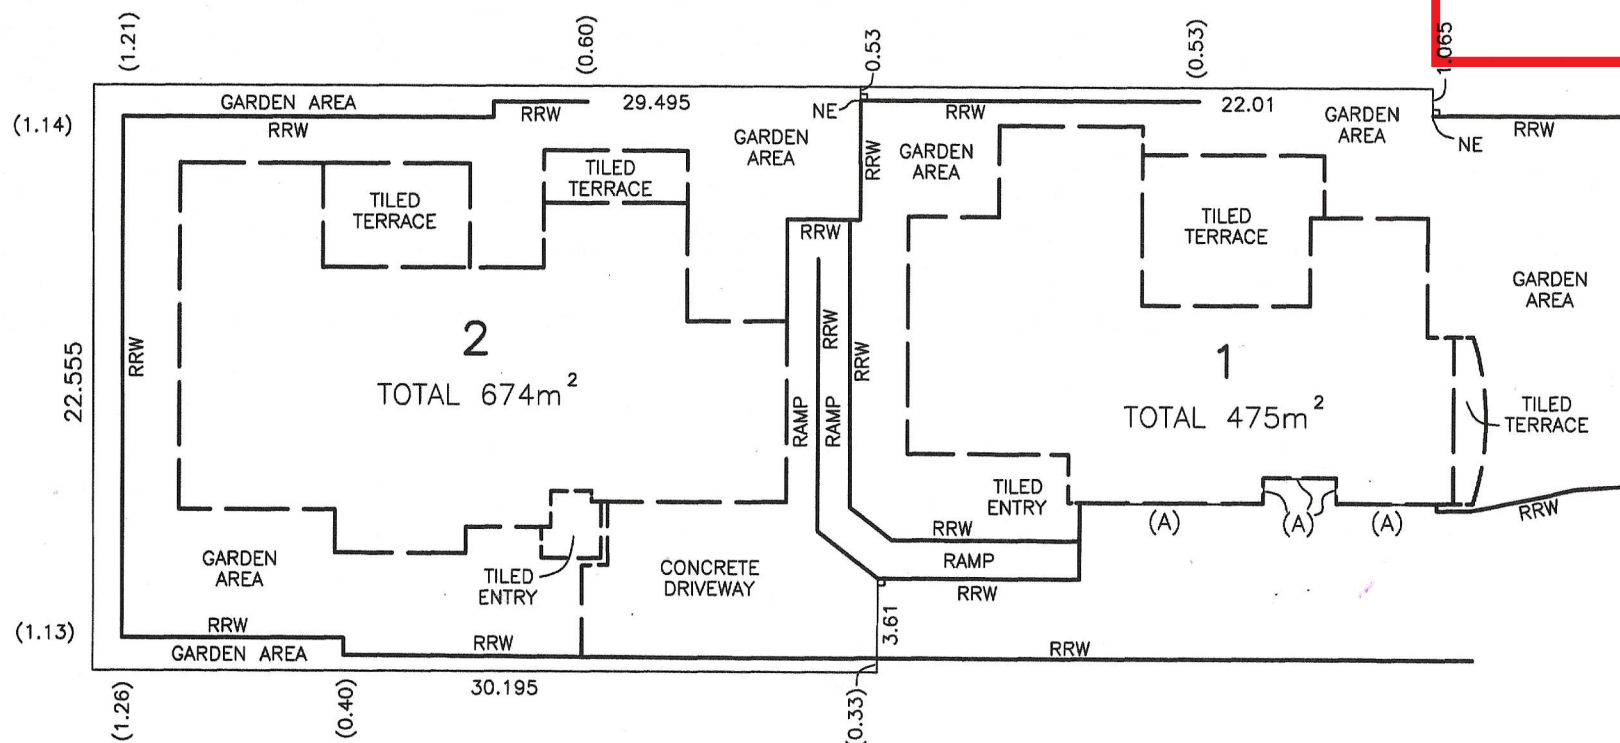 (1.21)
(0.60)
0.53
(0.53)
1.065
GARDEN AREA
RRW
RRW
29.495
NE
RRW
22.01
GARDEN
AREA
NE
RRW
(1.14)
GARDEN
AREA
RRW
GARDEN
AREA
TILED
TERRACE
TILED
TERRACE
TILED
TERRACE
RRW
GARDEN
AREA
22.555
RRW
2
TOTAL 674m²
RAMP
RRW
RAMP
RRW
1
TOTAL 475m²
TILED
TERRACE
TILED
ENTRY
(A)
(A)
(A)
RRW
RRW
RAMP
RRW
GARDEN
AREA
TILED
ENTRY
CONCRETE
DRIVEWAY
3.61
(1.13)
RRW
GARDEN AREA
RRW
RRW
30.195
(1.26)
(0.40)
(0.33)